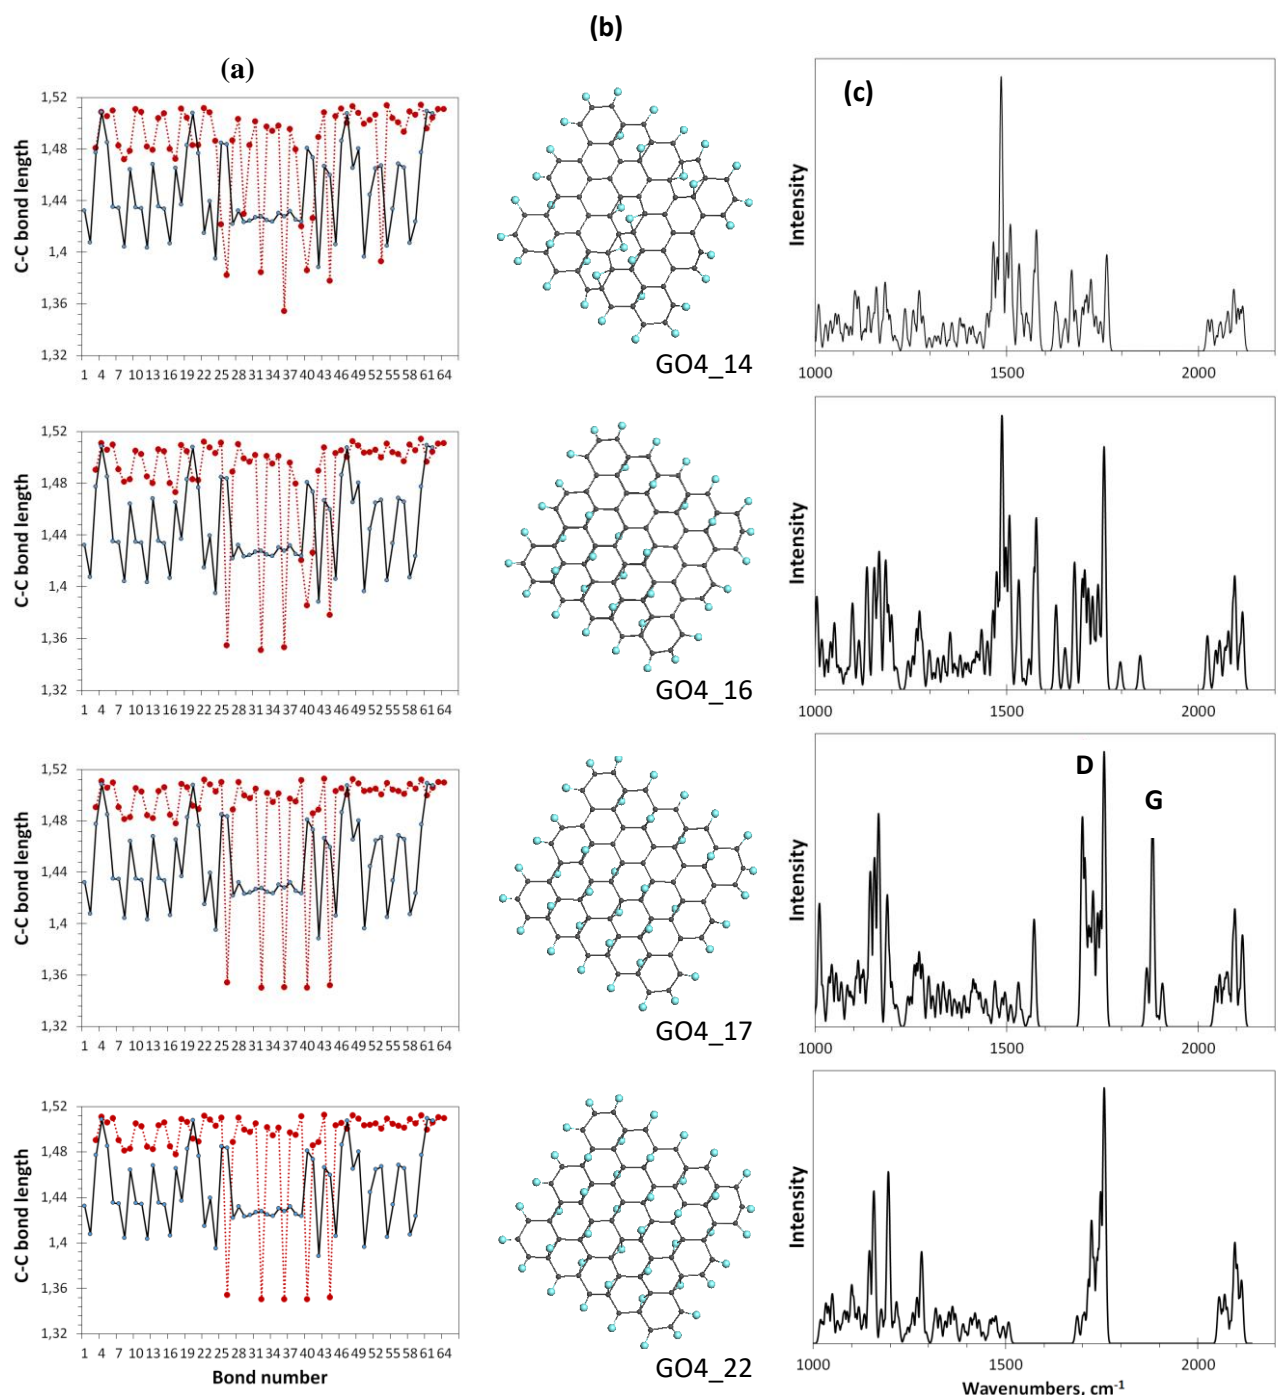 (b)
(a)
(c)
C-C bond length
1,52
1,48
1,44
1,4
1,36
1,32
1 4 7 10 13 16 19 22 25 28 31 34 37 40 43 46 49 52 55 58 61 64
GO4_14
Intensity
1000 1500 2000
C-C bond length
1,52
1,48
1,44
1,4
1,36
1,32
1 4 7 10 13 16 19 22 25 28 31 34 37 40 43 46 49 52 55 58 61 64
GO4_16
Intensity
1000 1500 2000
C-C bond length
1,52
1,48
1,44
1,4
1,36
1,32
1 4 7 10 13 16 19 22 25 28 31 34 37 40 43 46 49 52 55 58 61 64
GO4_17
Intensity
D
G
1000 1500 2000
C-C bond length
1,52
1,48
1,44
1,4
1,36
1,32
1 4 7 10 13 16 19 22 25 28 31 34 37 40 43 46 49 52 55 58 61 64
Bond number
GO4_22
Intensity
1000 1500 2000
Wavenumbers, cm⁻¹